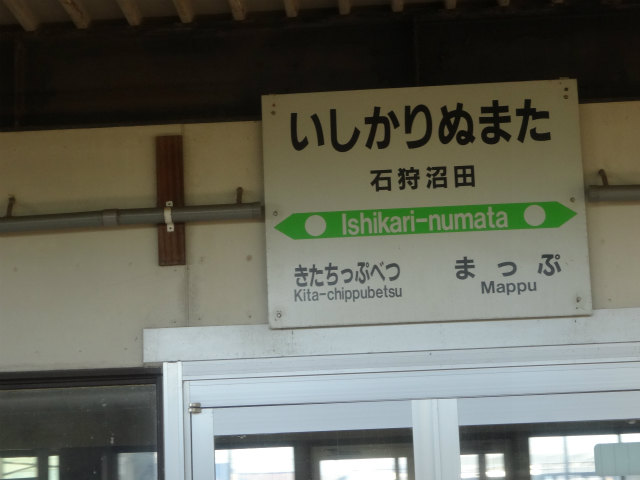 いしかりぬまた
石狩沼田
Ishikari-numata
きたちっぷべつ まっぷ
Kita-chippubetsu Mappu